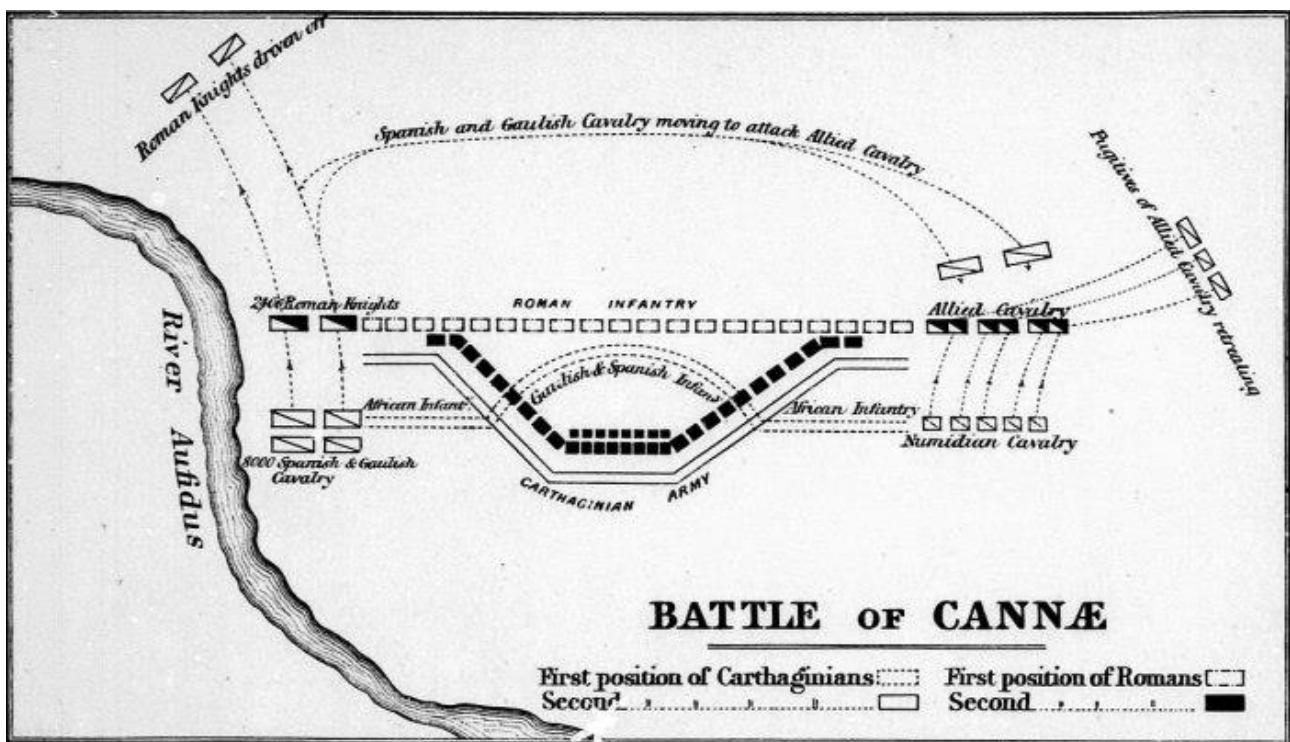 Roman Knights driven off
Spanish and Gaulish Cavalry moving to attack Allied Cavalry
Fugitives of Allied Cavalry retreating
2400 Roman Knights
ROMAN INFANTRY
Allied Cavalry
River Aufidus
African Infant.
Gaulish & Spanish Infant
African Infantry
Numidian Cavalry
8000 Spanish & Gaulish
Cavalry
CARTHAGINIAN ARMY
BATTLE OF CANNÆ
First position of Carthaginians
First position of Romans
Second " " " "
Second " " "